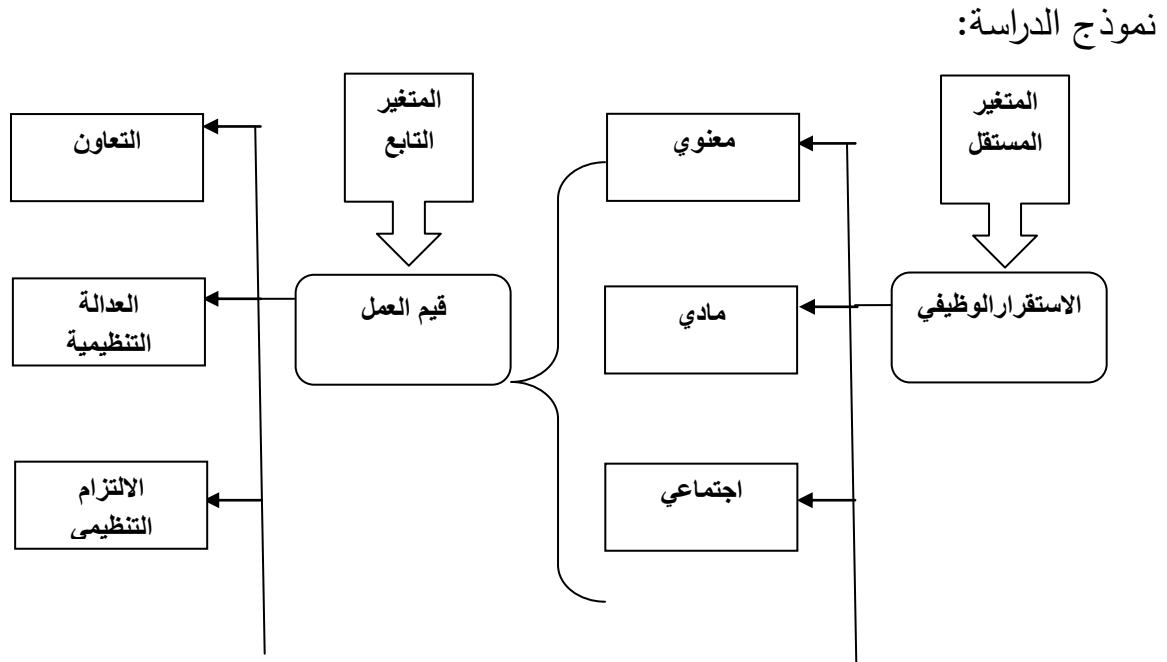 نموذج الدراسة:
المتغير
المستقل
المتغير
التابع
معنوي
التعاون
الاستقرارالوظيفي
مادي
قيم العمل
العدالة
التنظيمية
اجتماعي
الالتزام
التنظيمي